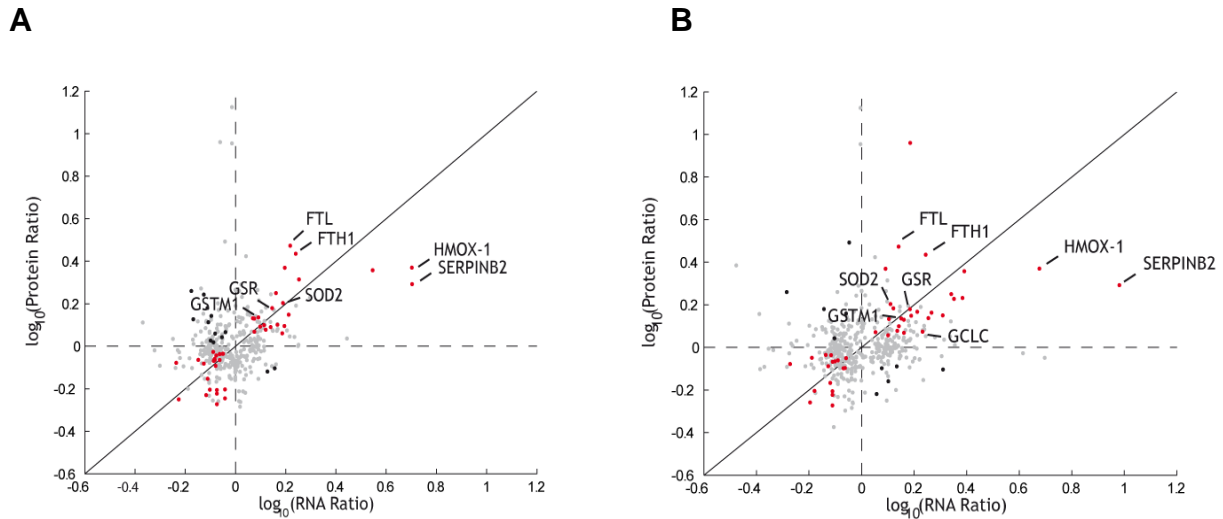 A
B
1.2
1
0.8
0.6
0.4
0.2
0
-0.2
-0.4
-0.6
log10(Protein Ratio)
FTL
FTH1
HMOX-1
SERPINB2
GSR
GSTM1
SOD2
-0.6
-0.4
-0.2
0
0.2
0.4
0.6
0.8
1
1.2
log10(RNA Ratio)
1.2
1
0.8
0.6
0.4
0.2
0
-0.2
-0.4
-0.6
log10(Protein Ratio)
FTL
FTH1
HMOX-1
SERPINB2
SOD2
GSR
GSTM1
GCLC
-0.6
-0.4
-0.2
0
0.2
0.4
0.6
0.8
1
1.2
log10(RNA Ratio)